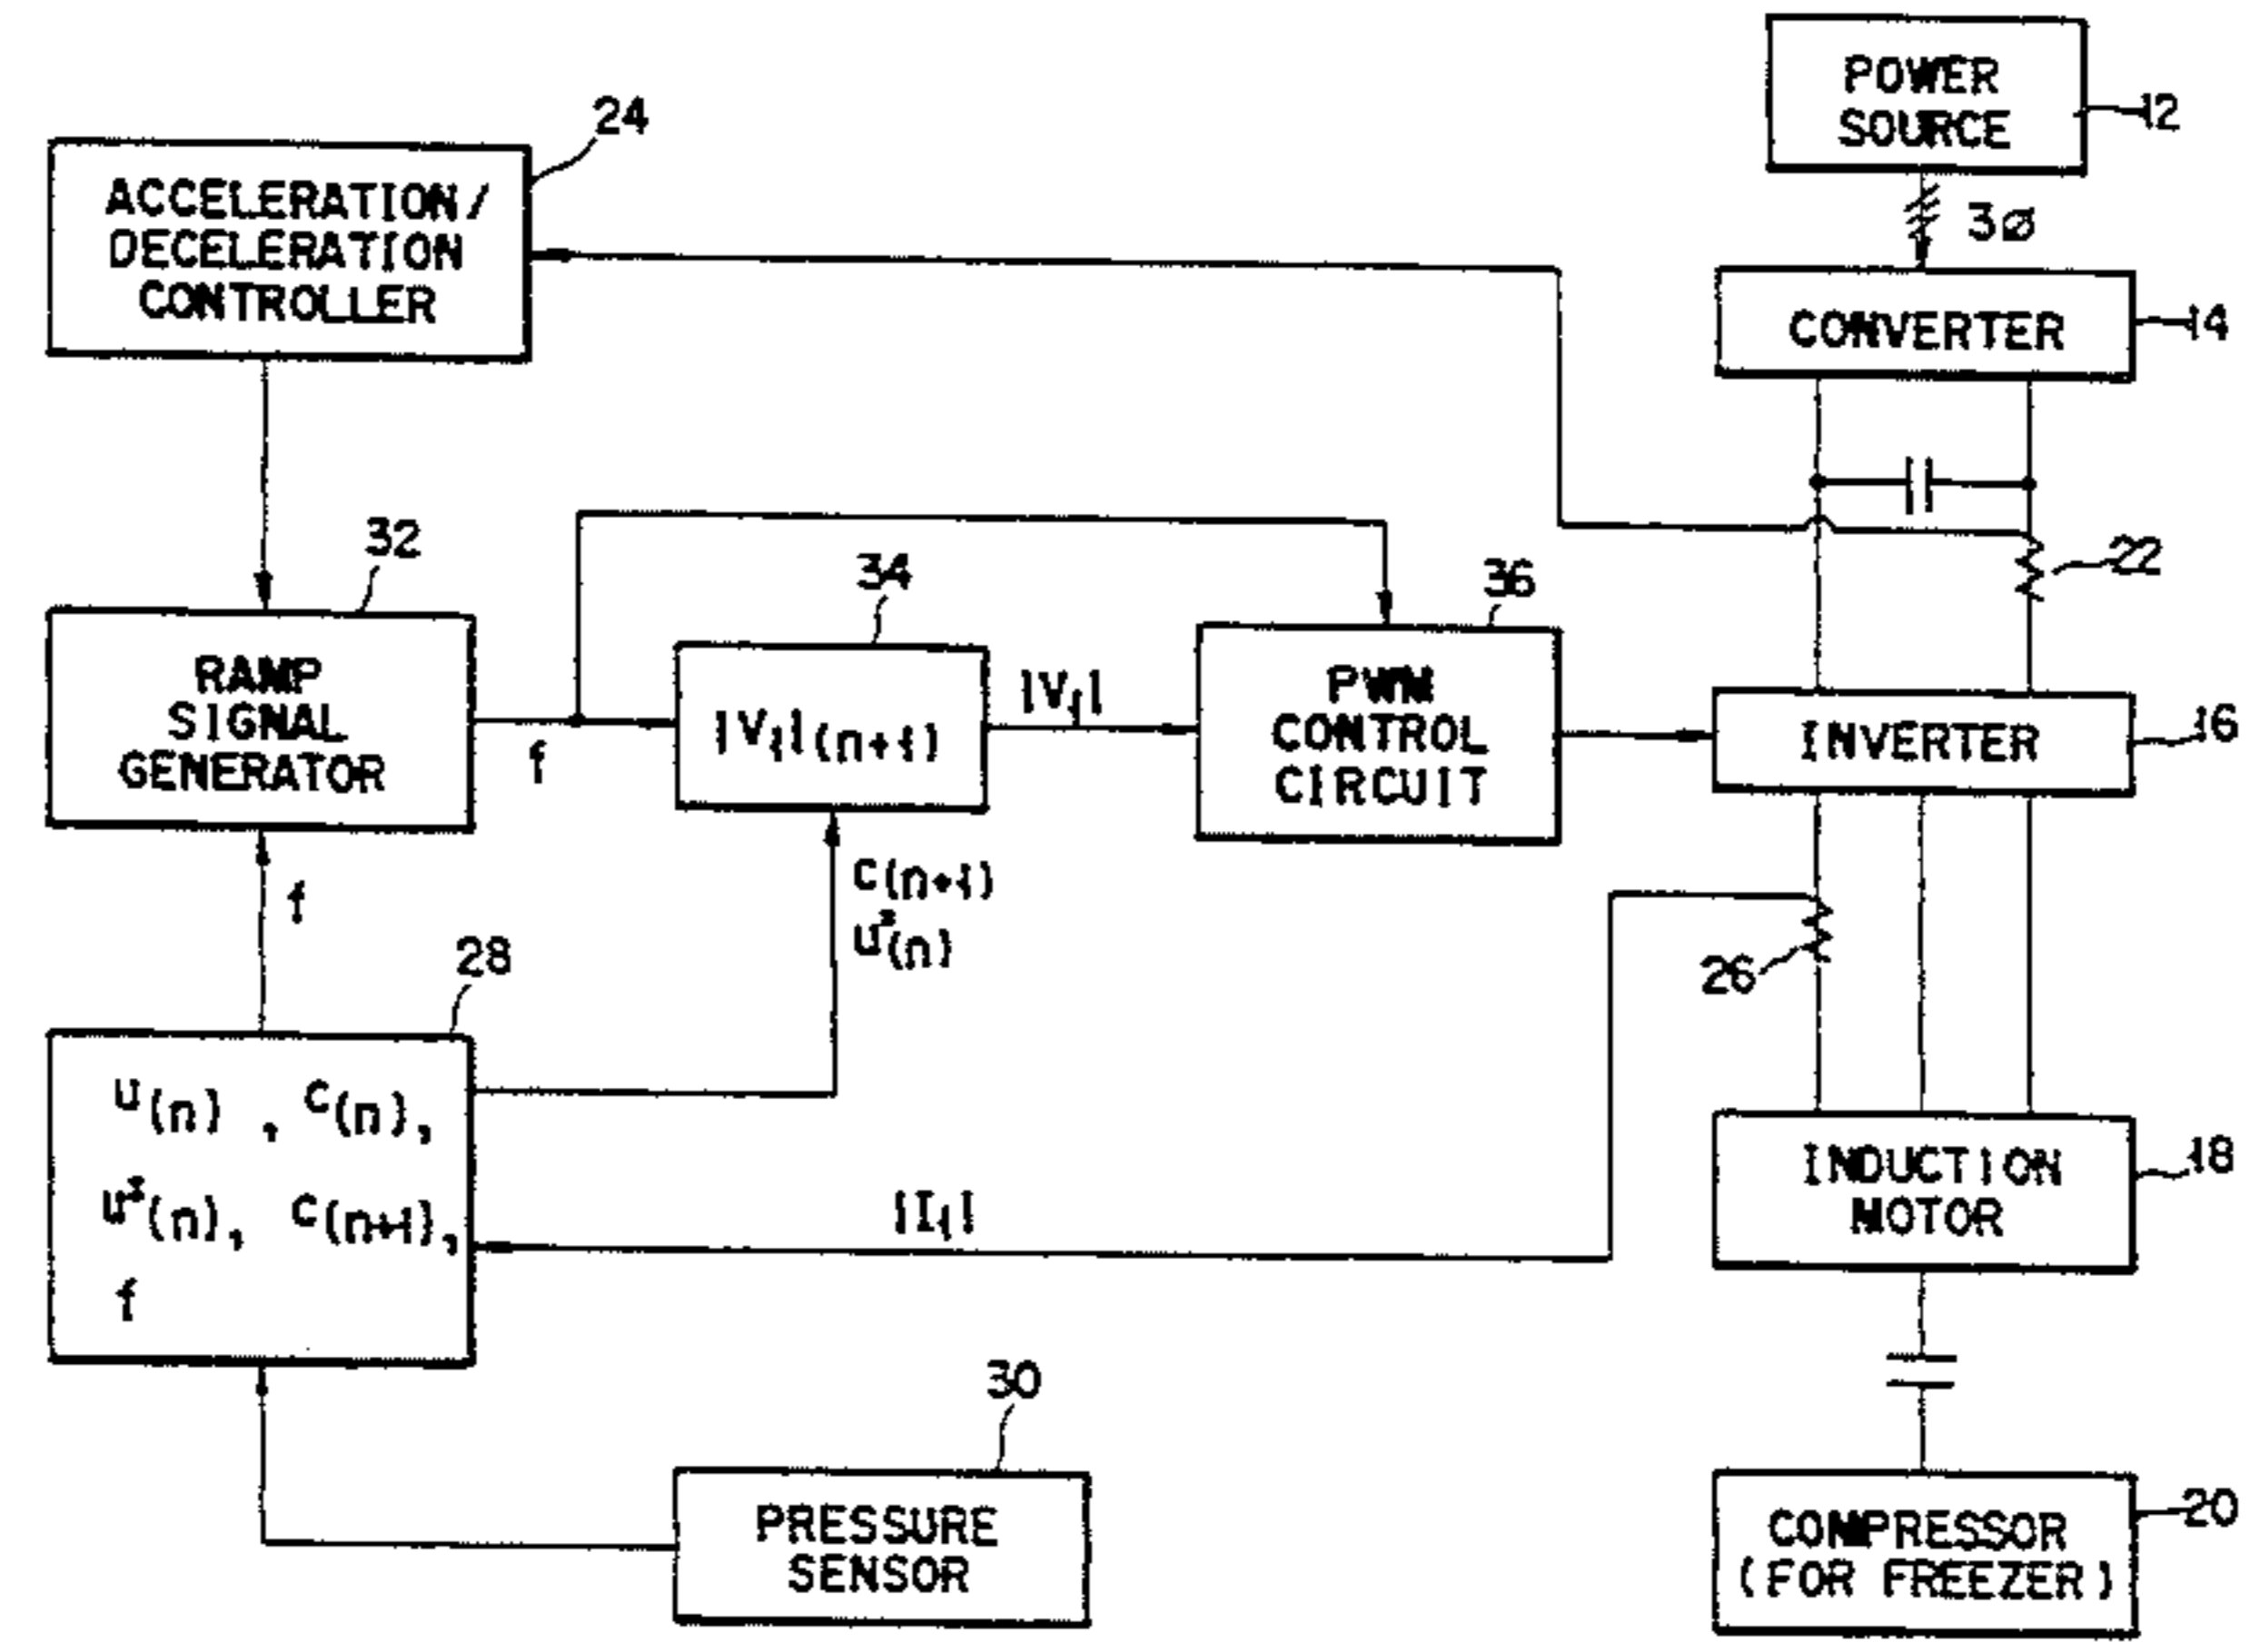 POWER
SOURCE
12
24
ACCELERATION/
DECELERATION
CONTROLLER
3ø
CONVERTER
14
32
34
36
22
RAMP
SIGNAL
GENERATOR
f
|V₁|(n+1)
|V₁|
PWM
CONTROL
CIRCUIT
INVERTER
16
f
C(n+1)
u*(n)
28
26
u(n) , C(n),
u*(n), C(n+1),
f
|I₁|
INDUCTION
MOTOR
18
30
PRESSURE
SENSOR
COMPRESSOR
(FOR FREEZER)
20